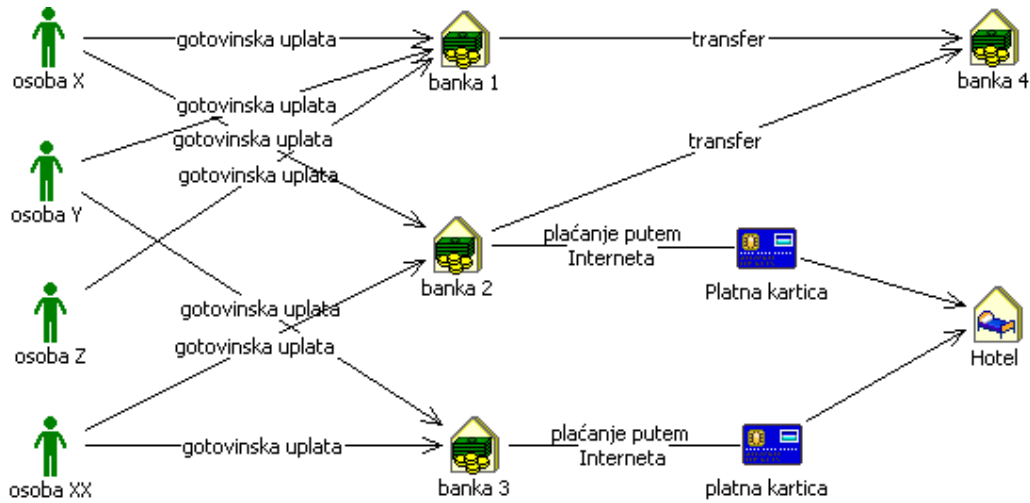 osoba X
gotovinska uplata
banka 1
transfer
banka 4
gotovinska uplata
gotovinska uplata
gotovinska uplata
osoba Y
transfer
banka 2
plaćanje putem
Interneta
Platna kartica
osoba Z
gotovinska uplata
gotovinska uplata
Hotel
osoba XX
gotovinska uplata
banka 3
plaćanje putem
Interneta
platna kartica